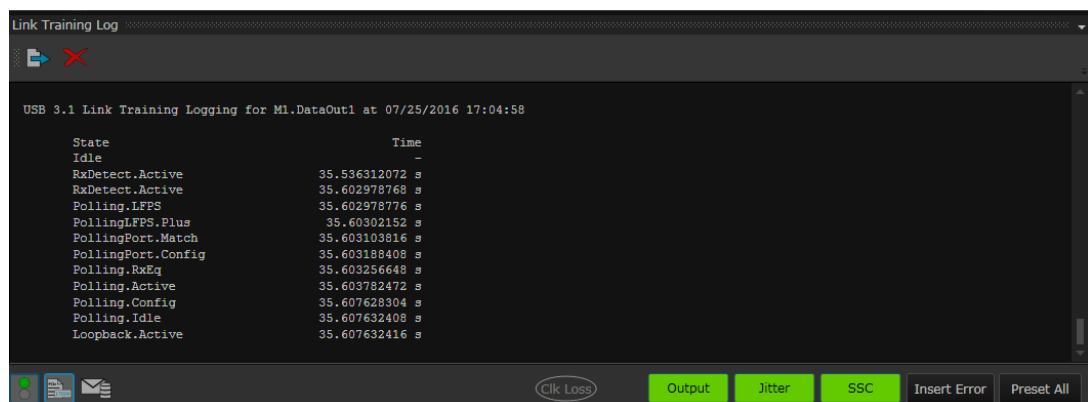 Link Training Log
USB 3.1 Link Training Logging for M1.DataOut1 at 07/25/2016 17:04:58
State Time
Idle -
RxDetect.Active 35.536312072 s
RxDetect.Active 35.602978768 s
Polling.LFPS 35.602978776 s
PollingLFPS.Plus 35.60302152 s
PollingPort.Match 35.603103816 s
PollingPort.Config 35.603188408 s
Polling.RxEq 35.603256648 s
Polling.Active 35.603782472 s
Polling.Config 35.607628304 s
Polling.Idle 35.607632408 s
Loopback.Active 35.607632416 s
Clk Loss Output Jitter SSC Insert Error Preset All